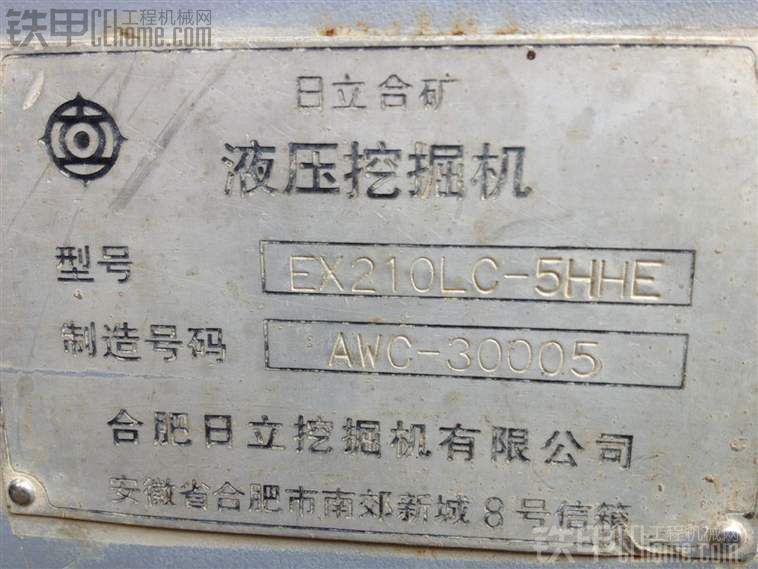 铁甲 工程机械网
CEhome.com
日立合矿
液压挖掘机
型号 EX210LC-5HHE
制造号码 AWC-30005
合肥日立挖掘机有限公司
安徽省合肥市南郊新城8号信箱
铁甲 工程机械网
CEhome.com